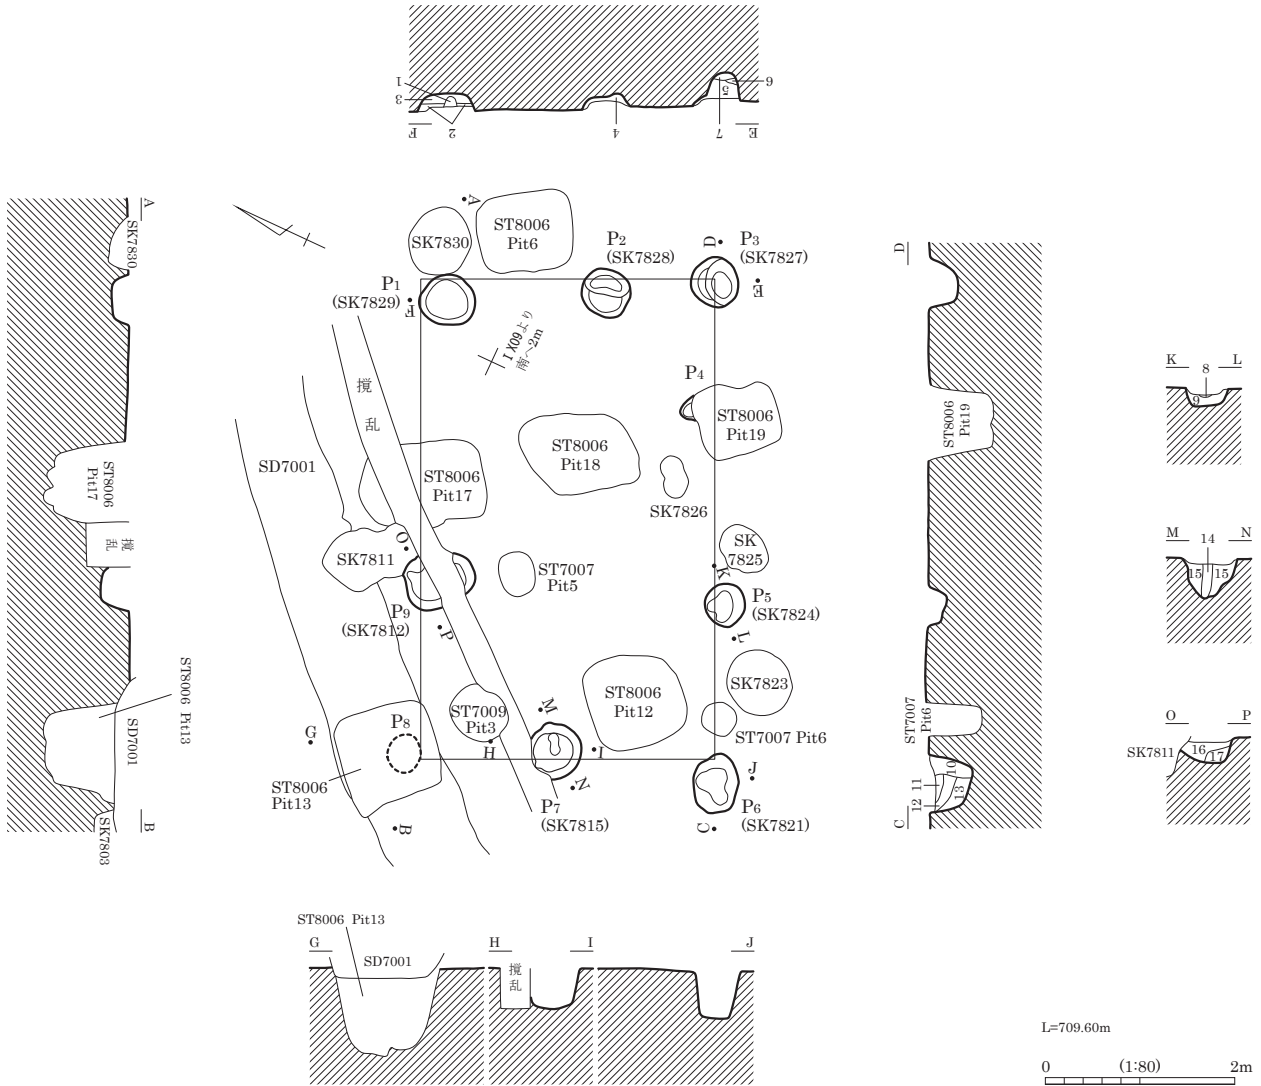 1
3
2
F
4
5
6
7
E
A
SK7830
ST8006
Pit17
撹
乱
ST8006 Pit13
SD7001
SK7803
B
A
SK7830
ST8006
Pit6
P1
(SK7829)
F
P2
(SK7828)
D
P3
(SK7827)
E
I X09より
南へ2m
撹
乱
P4
ST8006
Pit19
SD7001
ST8006
Pit17
ST8006
Pit18
SK7826
O
SK7811
ST7007
Pit5
SK
7825
K
P9
(SK7812)
P
P5
(SK7824)
L
ST8006
Pit12
SK7823
ST7009
Pit3
M
G
P8
H
I
ST7007 Pit6
ST8006
Pit13
N
J
P7
(SK7815)
P6
(SK7821)
B
C
D
ST8006
Pit19
ST7007
Pit6
10
11
12
13
C
K
8
L
9
M
14
N
15
15
O
P
SK7811
16
17
ST8006 Pit13
G
SD7001
H
I
撹
乱
J
L=709.60m
0
(1:80)
2m